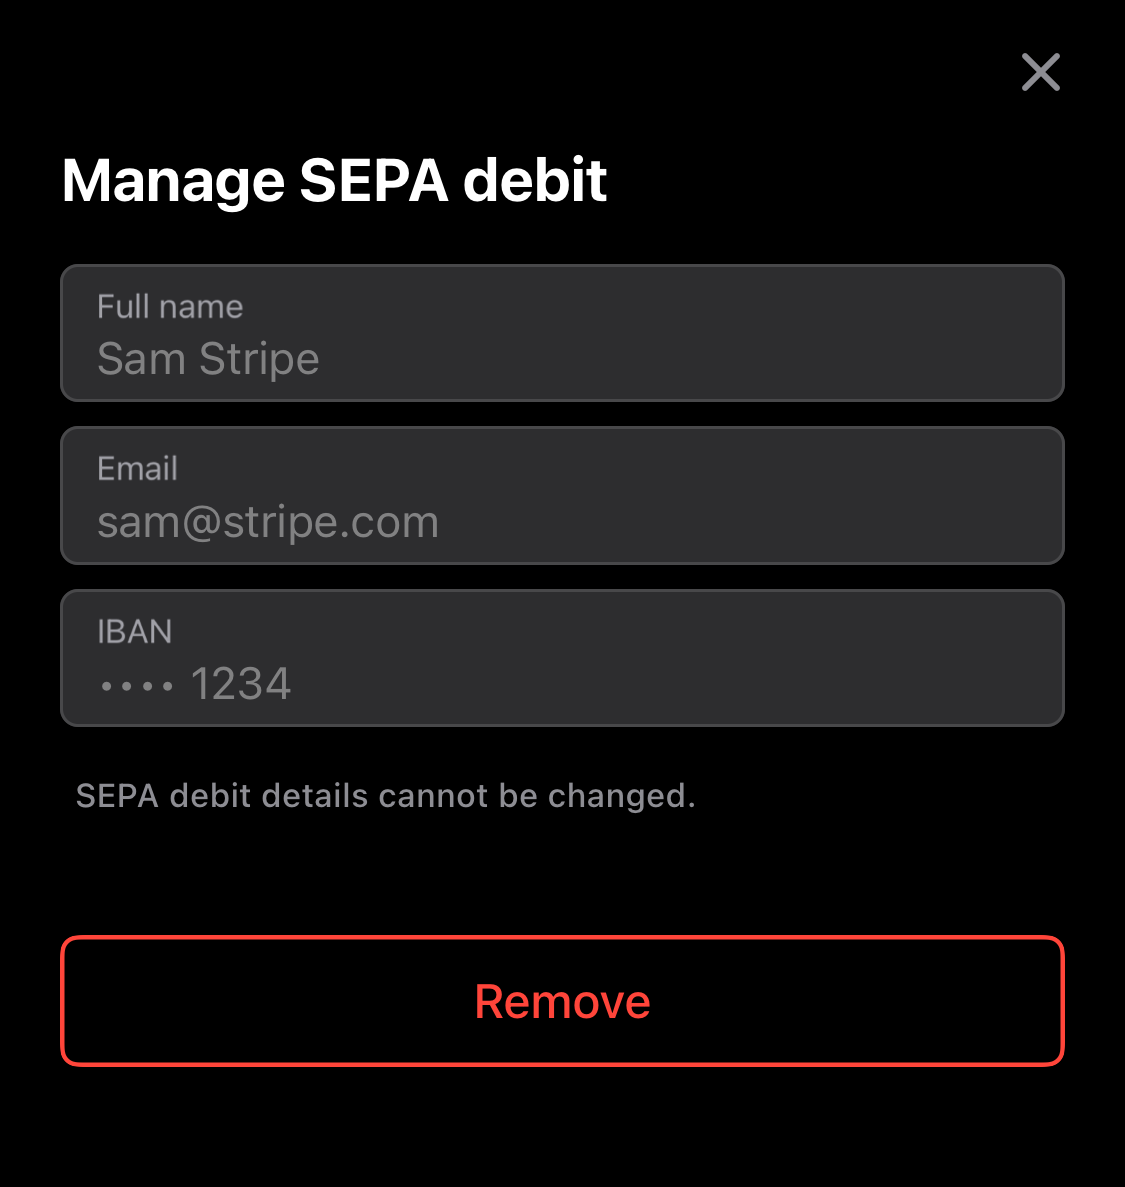 Manage SEPA debit
Full name
Sam Stripe
Email
sam@stripe.com
IBAN
•••• 1234
SEPA debit details cannot be changed.
Remove